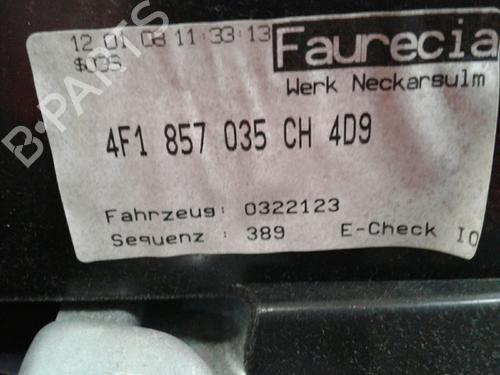 12 01 08 11:33:13
Faurecia
$033
Werk Neckarsulm
4F1 857 035 CH 4D9
Fahrzeug: 0322123
Sequenz : 389 E-Check IO
B-PARTS